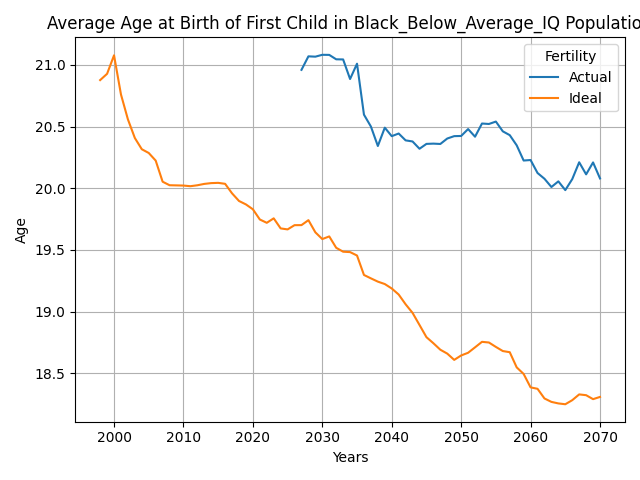 Average Age at Birth of First Child in Black_Below_Average_IQ Populatio
Fertility
Actual
Ideal
Age
21.0
20.5
20.0
19.5
19.0
18.5
2000 2010 2020 2030 2040 2050 2060 2070
Years